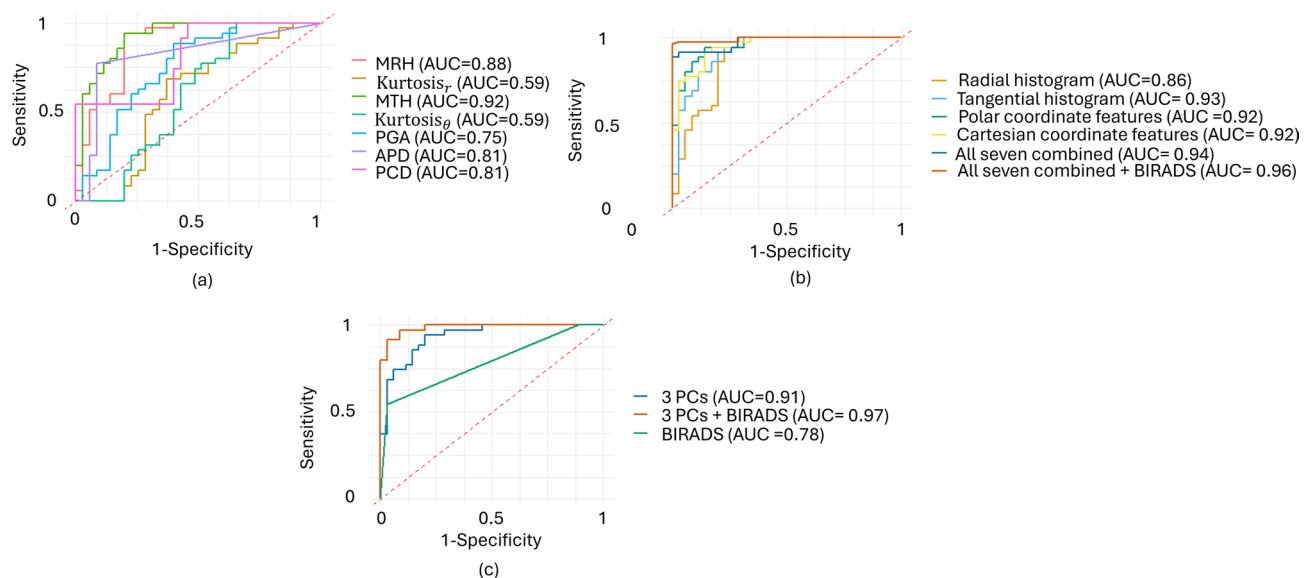 1
0.5
0
Sensitivity
0
0.5
1
1-Specificity
(a)
MRH (AUC=0.88)
Kurtosisr (AUC=0.59)
MTH (AUC=0.92)
Kurtosisθ (AUC=0.59)
PGA (AUC=0.75)
APD (AUC=0.81)
PCD (AUC=0.81)
1
0.5
0
Sensitivity
0
0.5
1
1-Specificity
(b)
Radial histogram (AUC=0.86)
Tangential histogram (AUC= 0.93)
Polar coordinate features (AUC =0.92)
Cartesian coordinate features (AUC= 0.92)
All seven combined (AUC= 0.94)
All seven combined + BIRADS (AUC= 0.96)
1
0.5
0
Sensitivity
0
0.5
1
1-Specificity
(c)
3 PCs (AUC=0.91)
3 PCs + BIRADS (AUC= 0.97)
BIRADS (AUC =0.78)